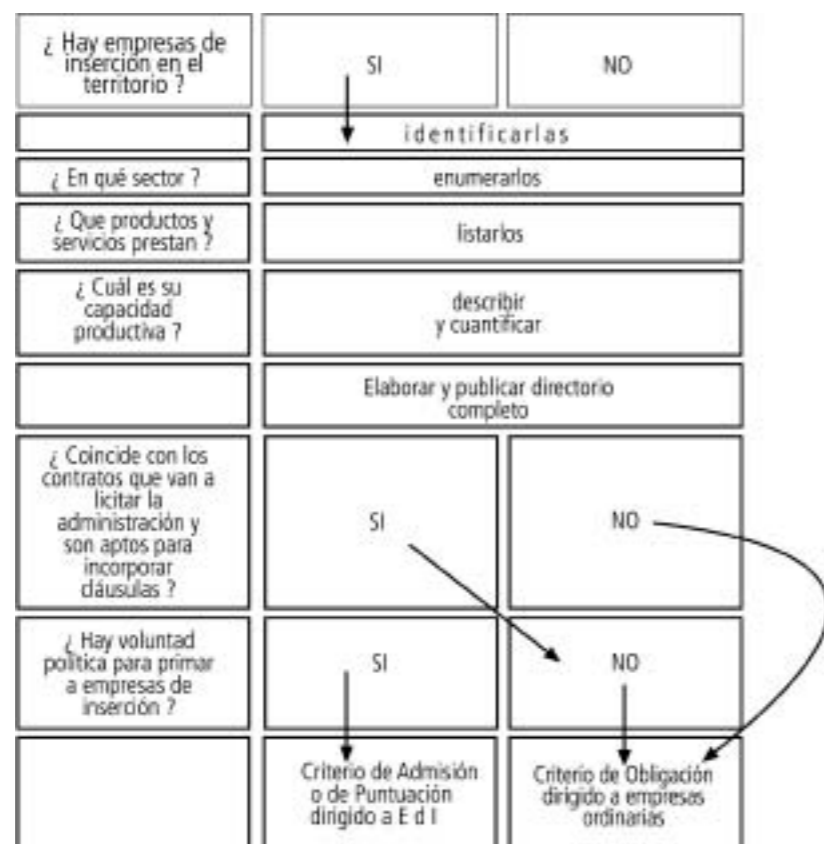 ¿ Hay empresas de
inserción en el
territorio ?
SI
NO
identificarlas
¿ En qué sector ?
enumerarlos
¿ Que productos y
servicios prestan ?
listarlos
¿ Cuál es su
capacidad
productiva ?
describir
y cuantificar
Elaborar y publicar directorio
completo
¿ Coincide con los
contratos que van a
licitar la
administración y
son aptos para
incorporar
cláusulas ?
SI
NO
¿ Hay voluntad
política para primar
a empresas de
inserción ?
SI
NO
Criterio de Admisión
o de Puntuación
dirigido a E d I
Criterio de Obligación
dirigido a empresas
ordinarias